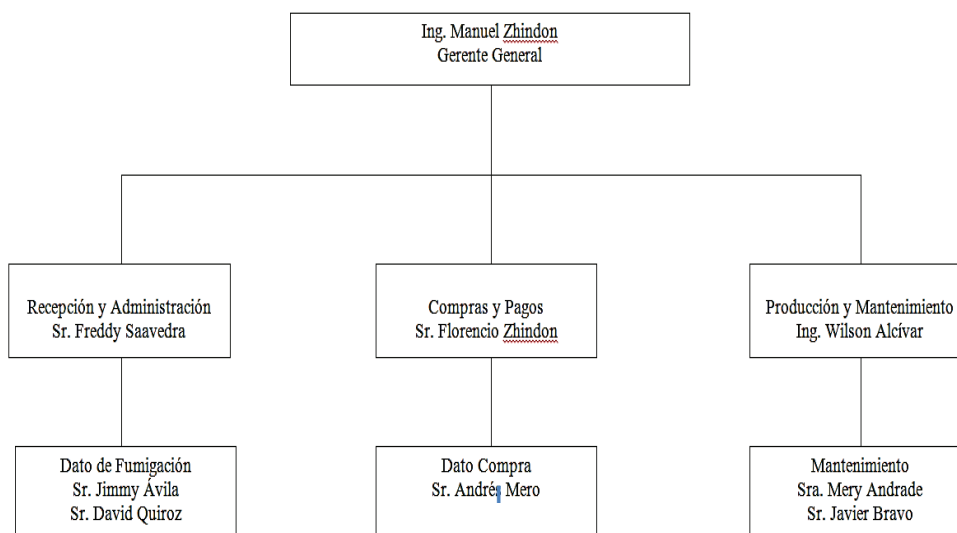 Ing. Manuel Zhindon
Gerente General
Recepción y Administración
Sr. Freddy Saavedra
Compras y Pagos
Sr. Florencio Zhindon
Producción y Mantenimiento
Ing. Wilson Alcívar
Dato de Fumigación
Sr. Jimmy Ávila
Sr. David Quiroz
Dato Compra
Sr. Andrés Mero
Mantenimiento
Sra. Mery Andrade
Sr. Javier Bravo